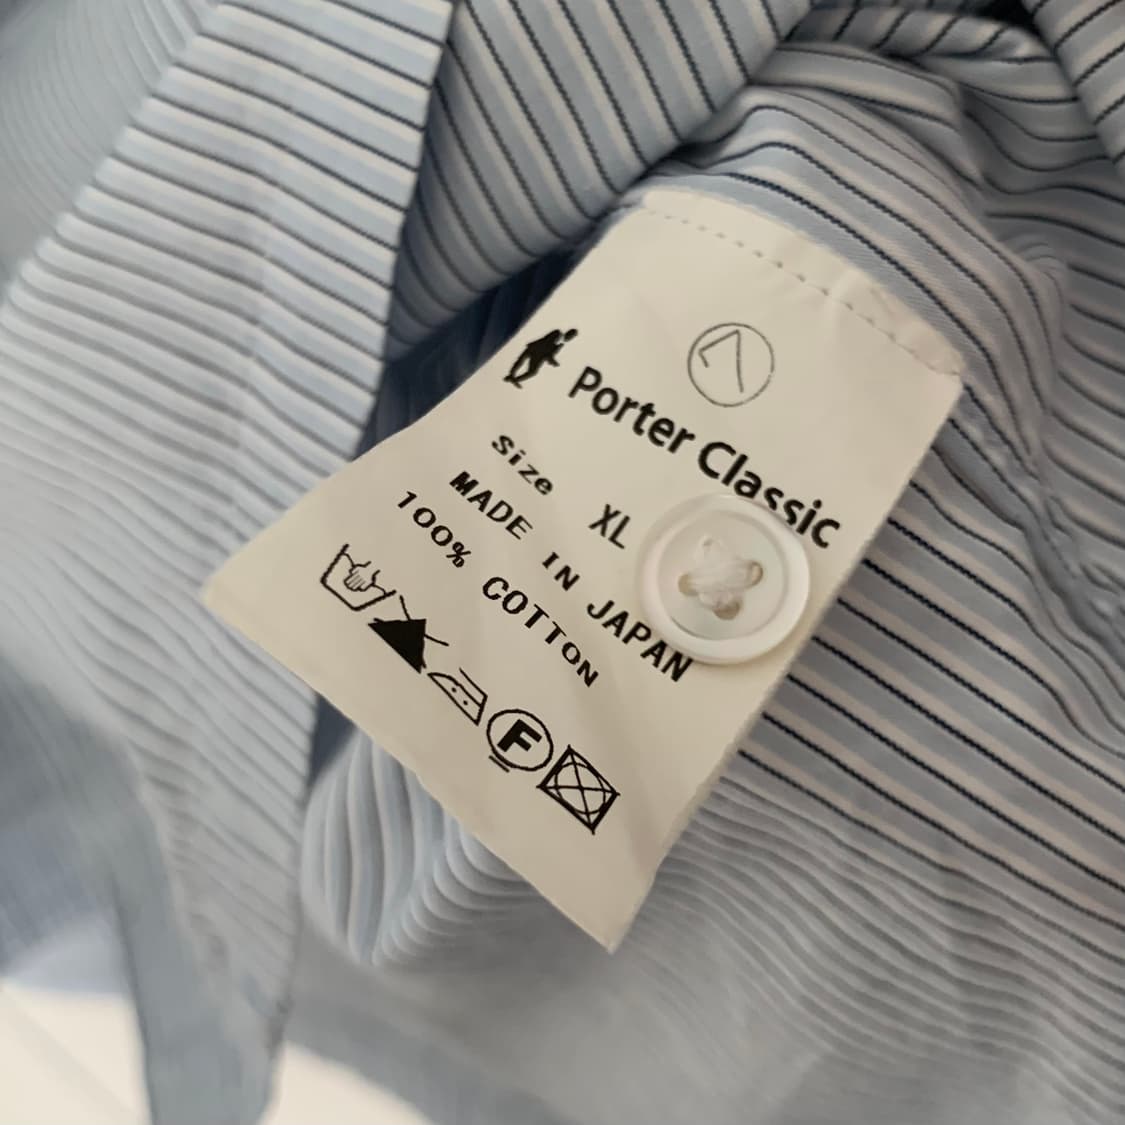 Porter Classic
Size XL
MADE IN JAPAN
100% COTTON
F